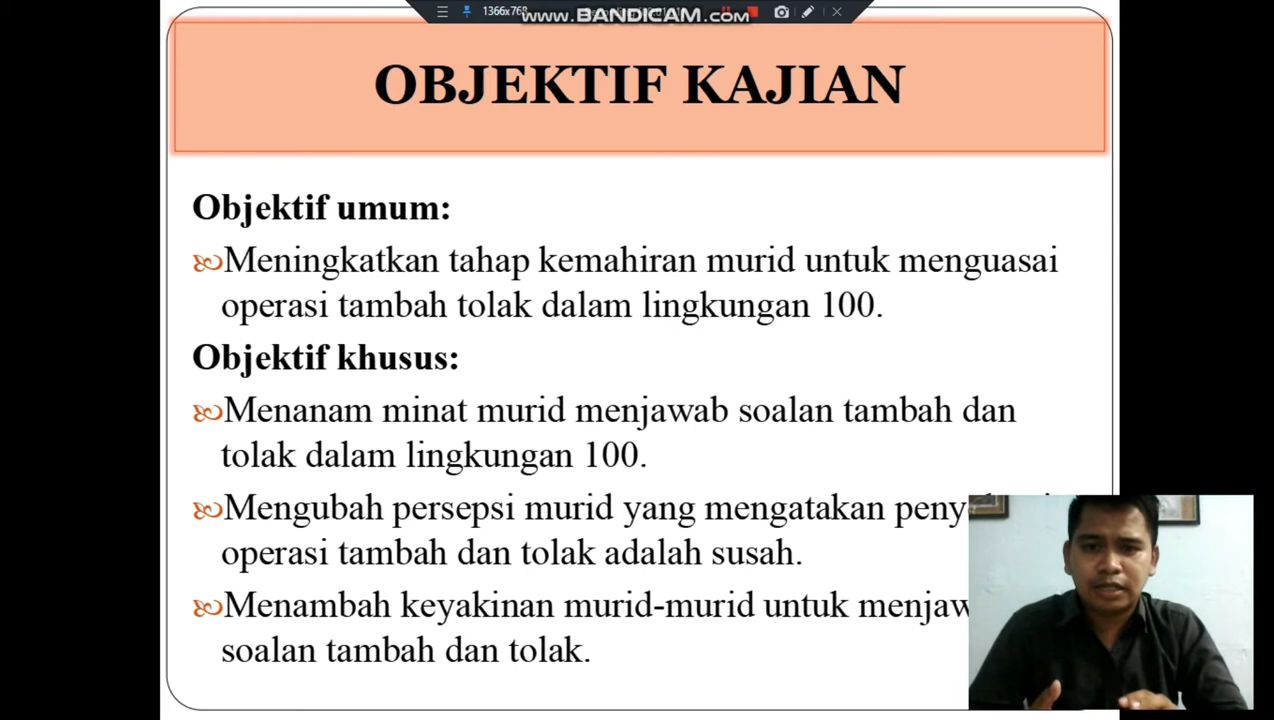 1366x768
www.BANDICAM.com
OBJEKTIF KAJIAN
Objektif umum:
Meningkatkan tahap kemahiran murid untuk menguasai
operasi tambah tolak dalam lingkungan 100.
Objektif khusus:
Menanam minat murid menjawab soalan tambah dan
tolak dalam lingkungan 100.
Mengubah persepsi murid yang mengatakan
operasi tambah dan tolak adalah susah.
Menambah keyakinan murid-murid untuk
soalan tambah dan tolak.